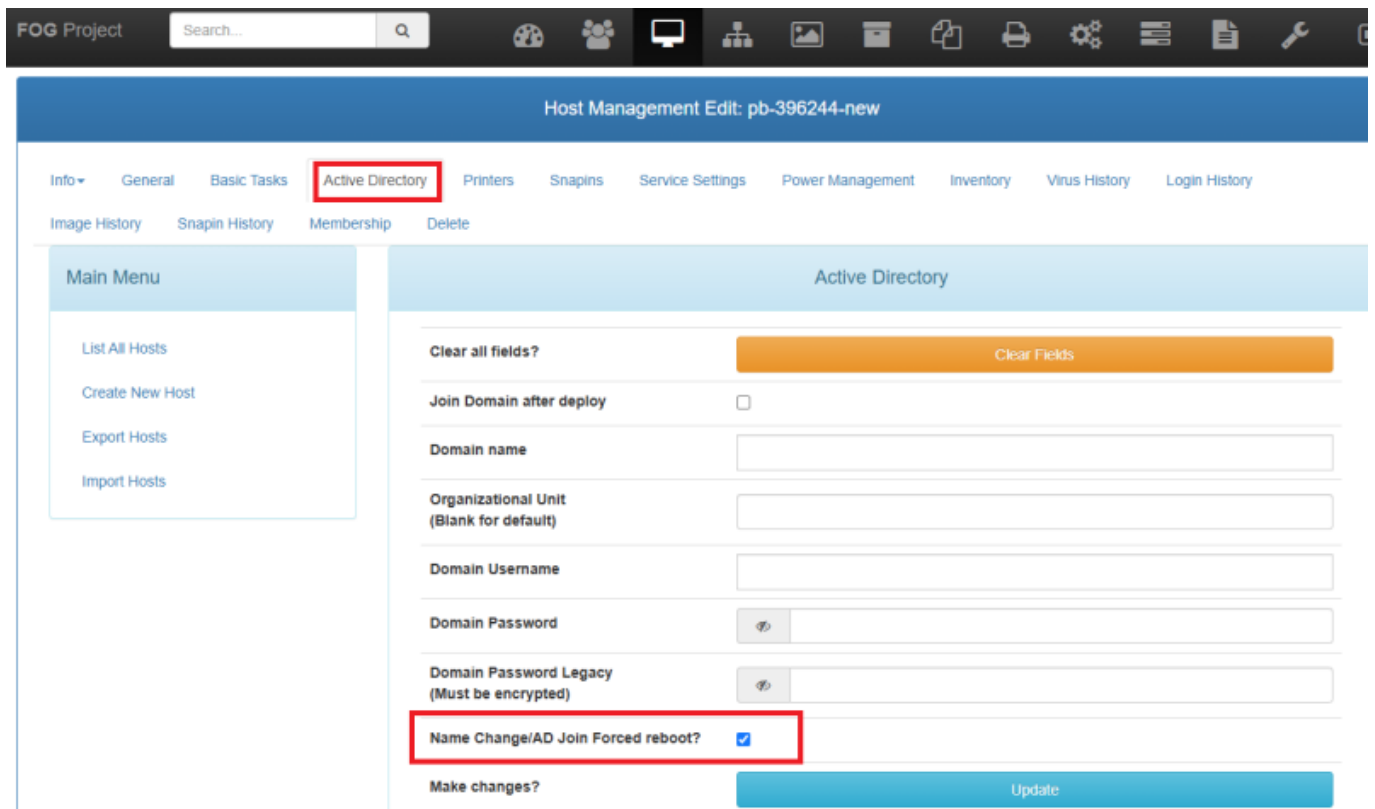 FOG Project
Search...
Host Management Edit: pb-396244-new
Info General Basic Tasks Active Directory Printers Snapins Service Settings Power Management Inventory Virus History Login History
Image History Snapin History Membership Delete
Main Menu
List All Hosts
Create New Host
Export Hosts
Import Hosts
Active Directory
Clear all fields?
Clear Fields
Join Domain after deploy
Domain name
Organizational Unit
(Blank for default)
Domain Username
Domain Password
Domain Password Legacy
(Must be encrypted)
Name Change/AD Join Forced reboot?
Make changes?
Update